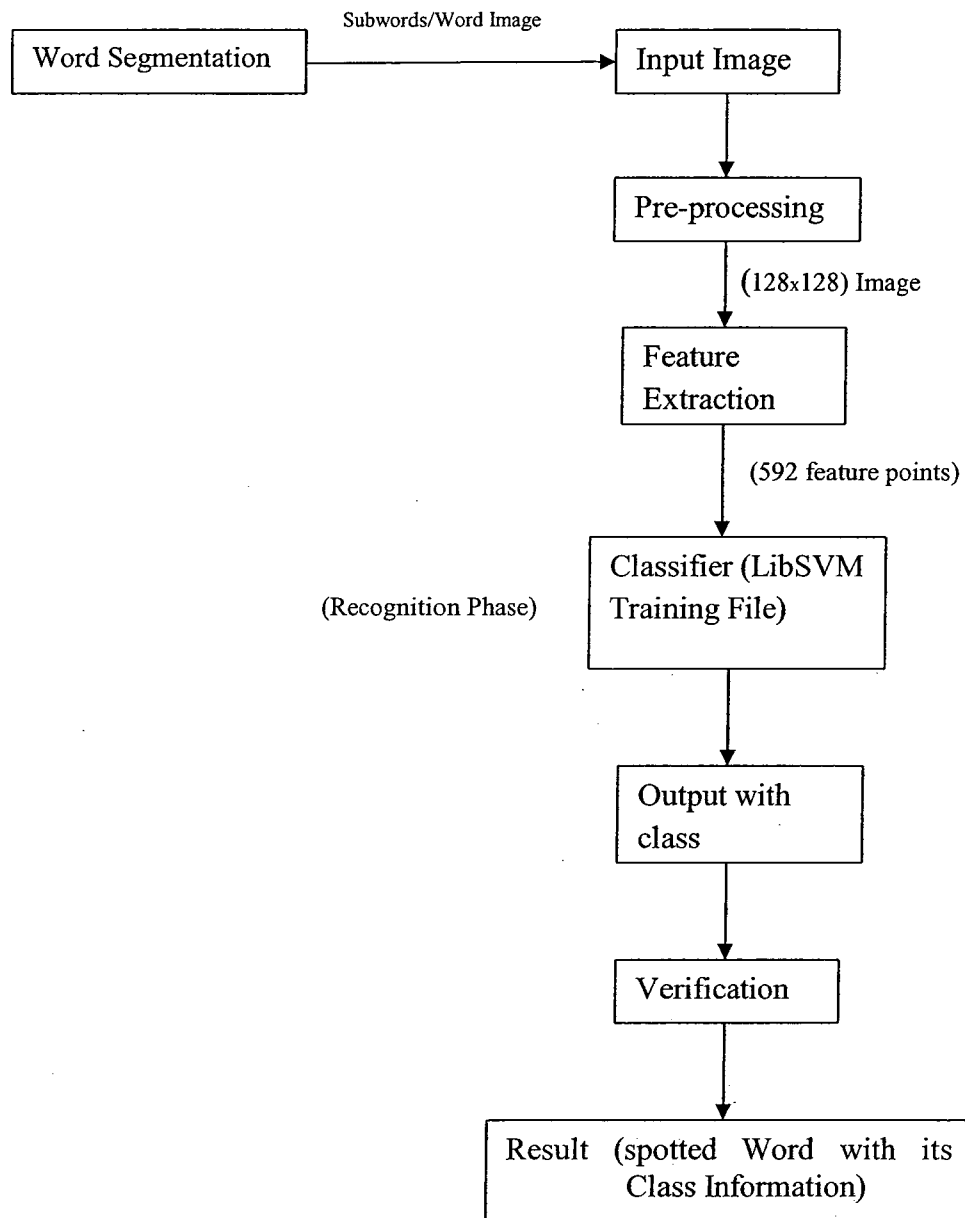 Subwords/Word Image
Word Segmentation
Input Image
Pre-processing
(128x128) Image
Feature
Extraction
(592 feature points)
Classifier (LibSVM
Training File)
(Recognition Phase)
Output with
class
Verification
Result (spotted Word with its
Class Information)